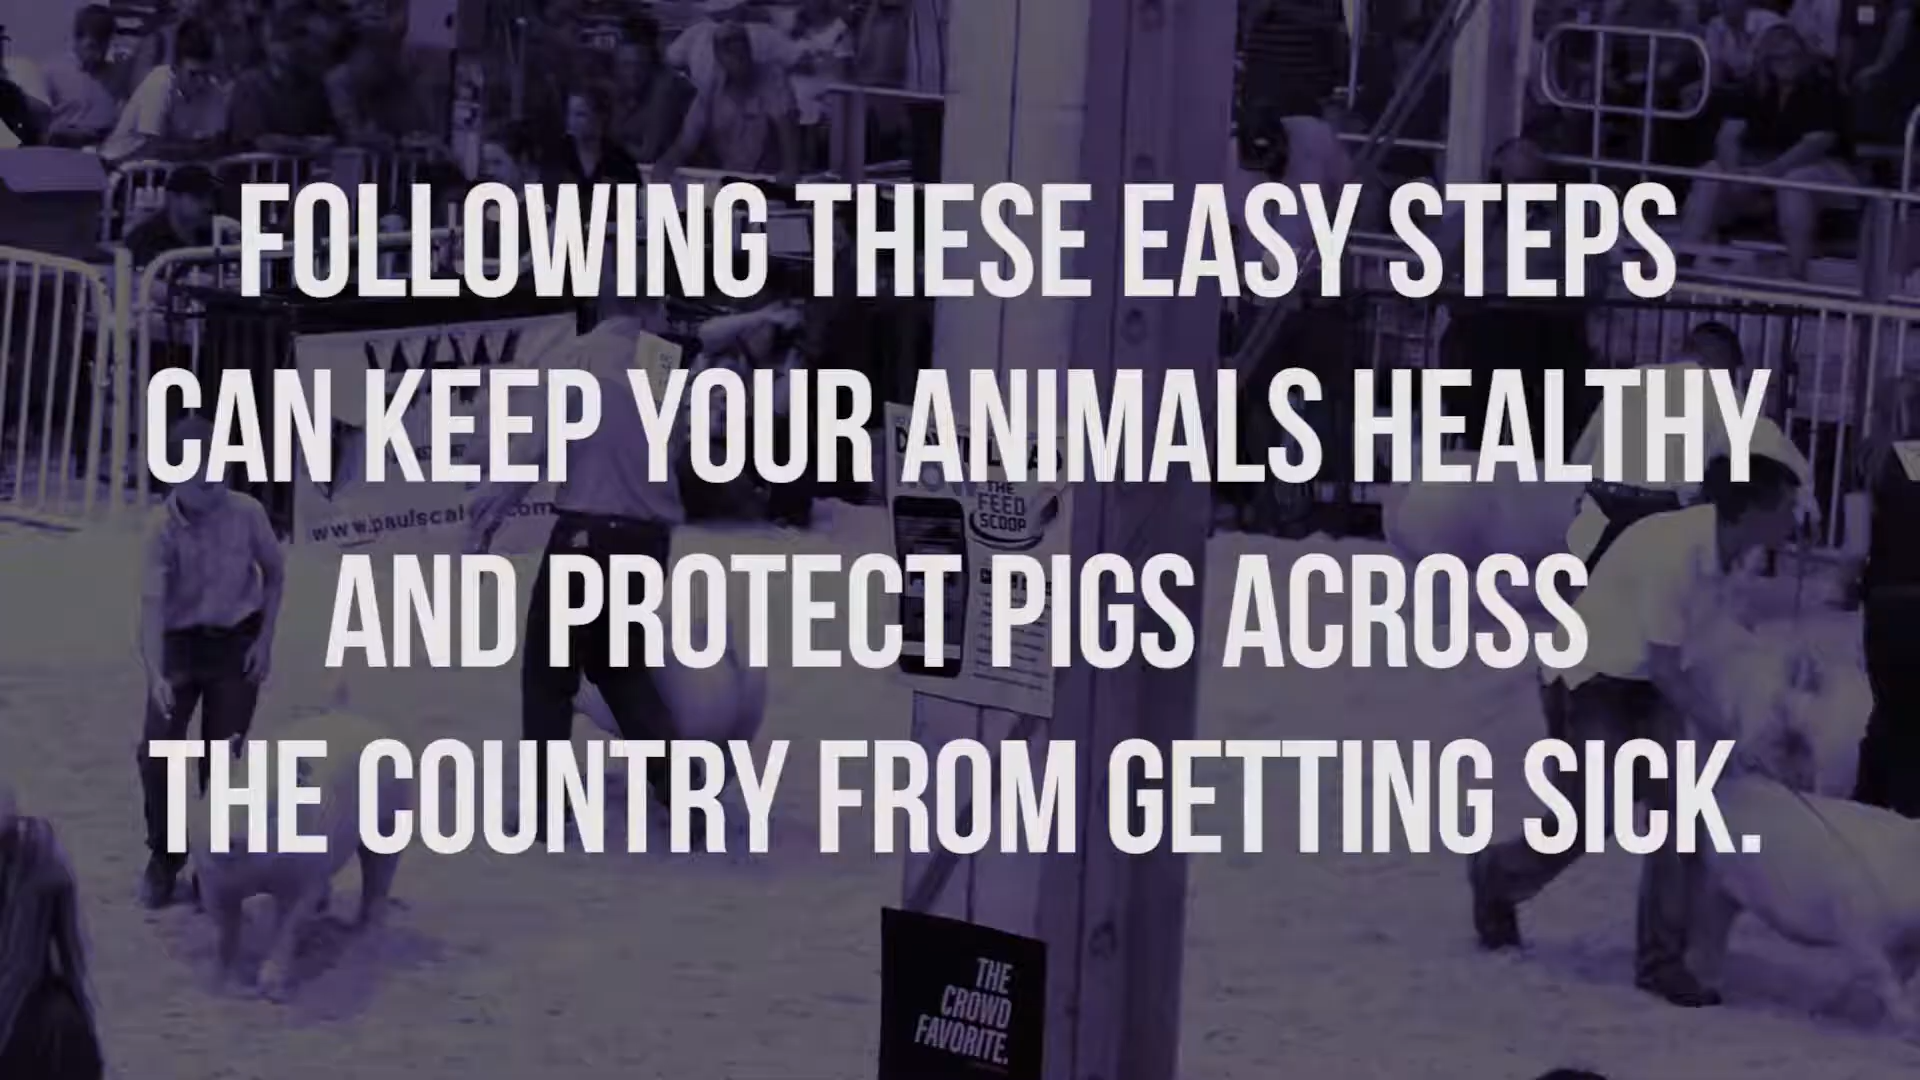 FOLLOWING THESE EASY STEPS
CAN KEEP YOUR ANIMALS HEALTHY
AND PROTECT PIGS ACROSS
THE COUNTRY FROM GETTING SICK.
THE
FEED
SCOOP
THE
CROWD
FAVORITE.